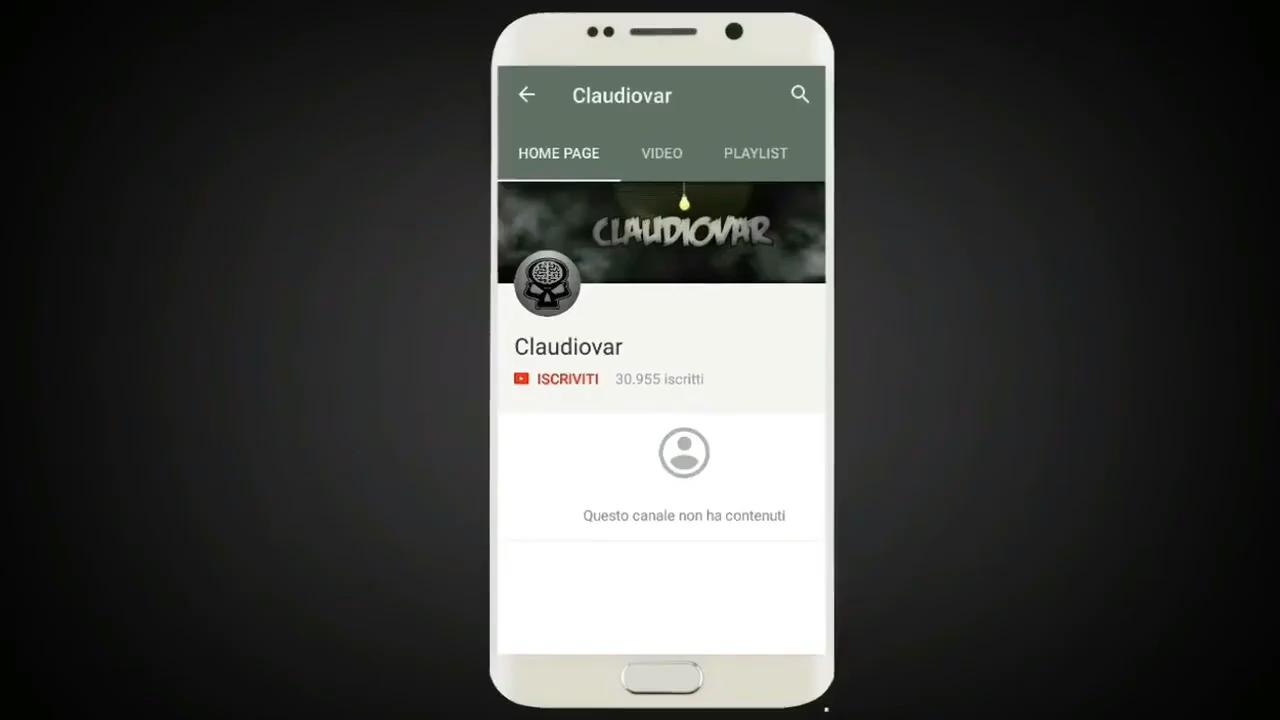 Claudiovar
HOME PAGE VIDEO PLAYLIST
CLAUDIOVAR
Claudiovar
ISCRIVITI 30.955 iscritti
Questo canale non ha contenuti